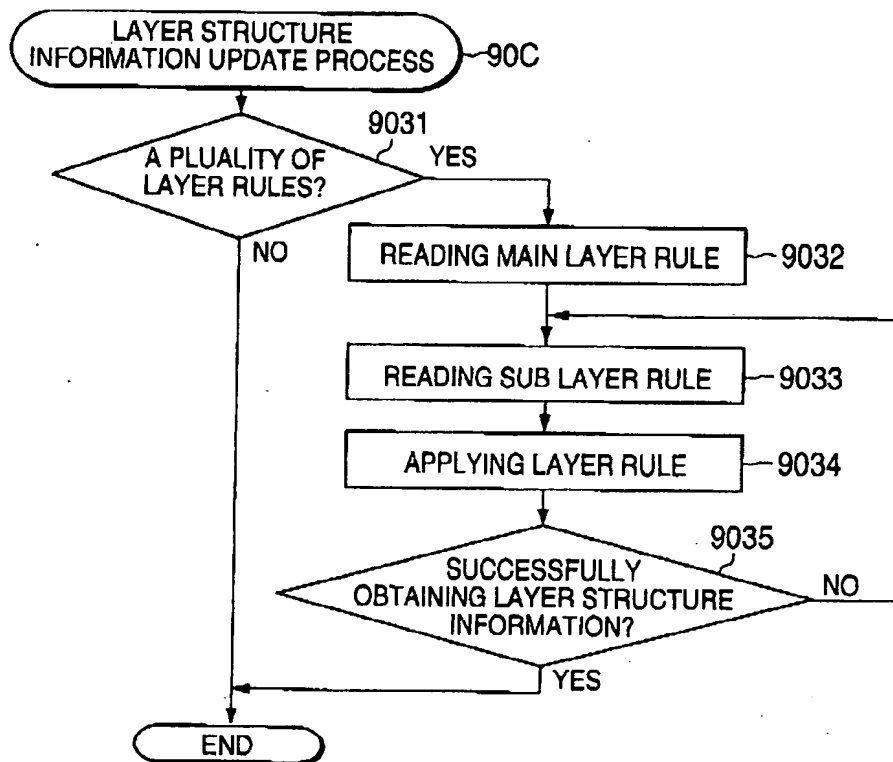 LAYER STRUCTURE
INFORMATION UPDATE PROCESS
90C
9031
A PLUALITY OF
LAYER RULES?
YES
NO
READING MAIN LAYER RULE
9032
READING SUB LAYER RULE
9033
APPLYING LAYER RULE
9034
9035
SUCCESSFULLY
OBTAINING LAYER STRUCTURE
INFORMATION?
NO
YES
END